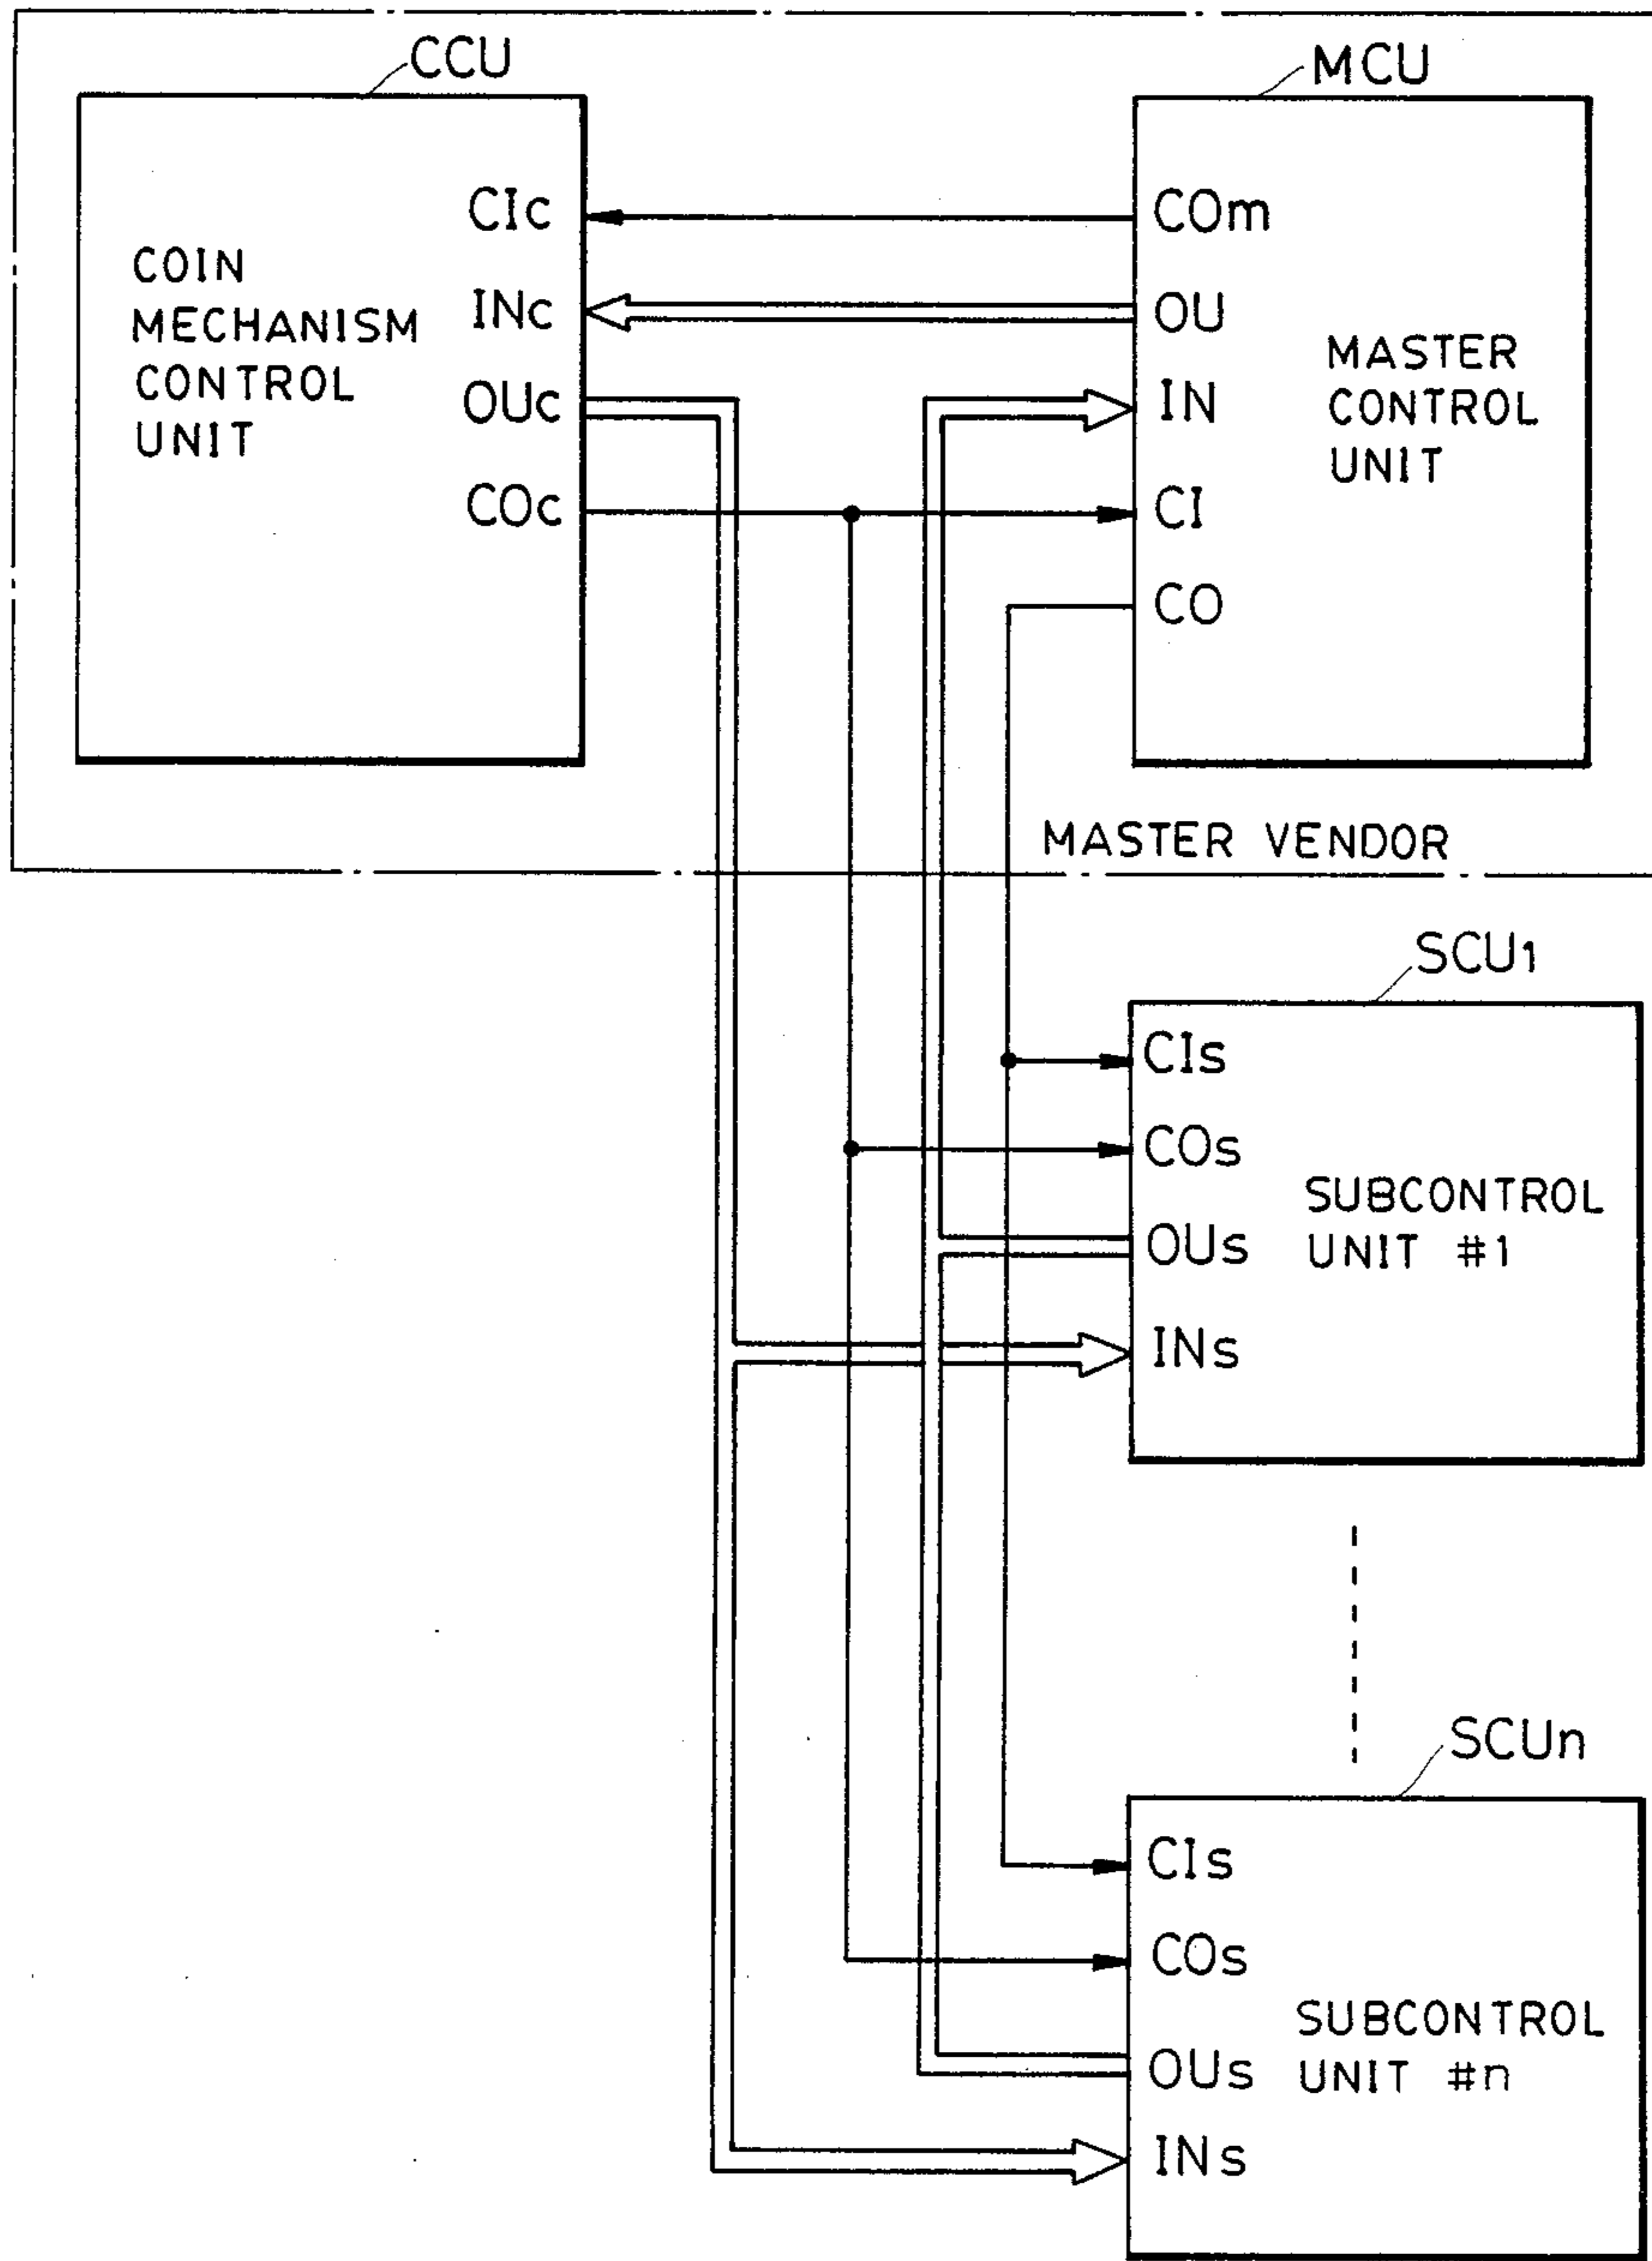 CCU
MCU
CIc
INc
OUc
COc
COIN
MECHANISM
CONTROL
UNIT
COm
OU
IN
CI
CO
MASTER
CONTROL
UNIT
MASTER VENDOR
SCU1
CIs
COs
OUs
INs
SUBCONTROL
UNIT #1
SCUn
CIs
COs
OUs
INs
SUBCONTROL
UNIT #n